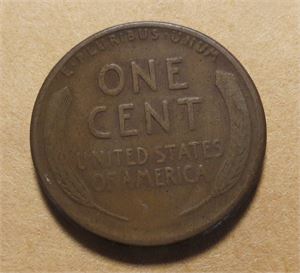 E·PLURIBUS·UNUM
ONE
CENT
UNITED STATES
OF AMERICA